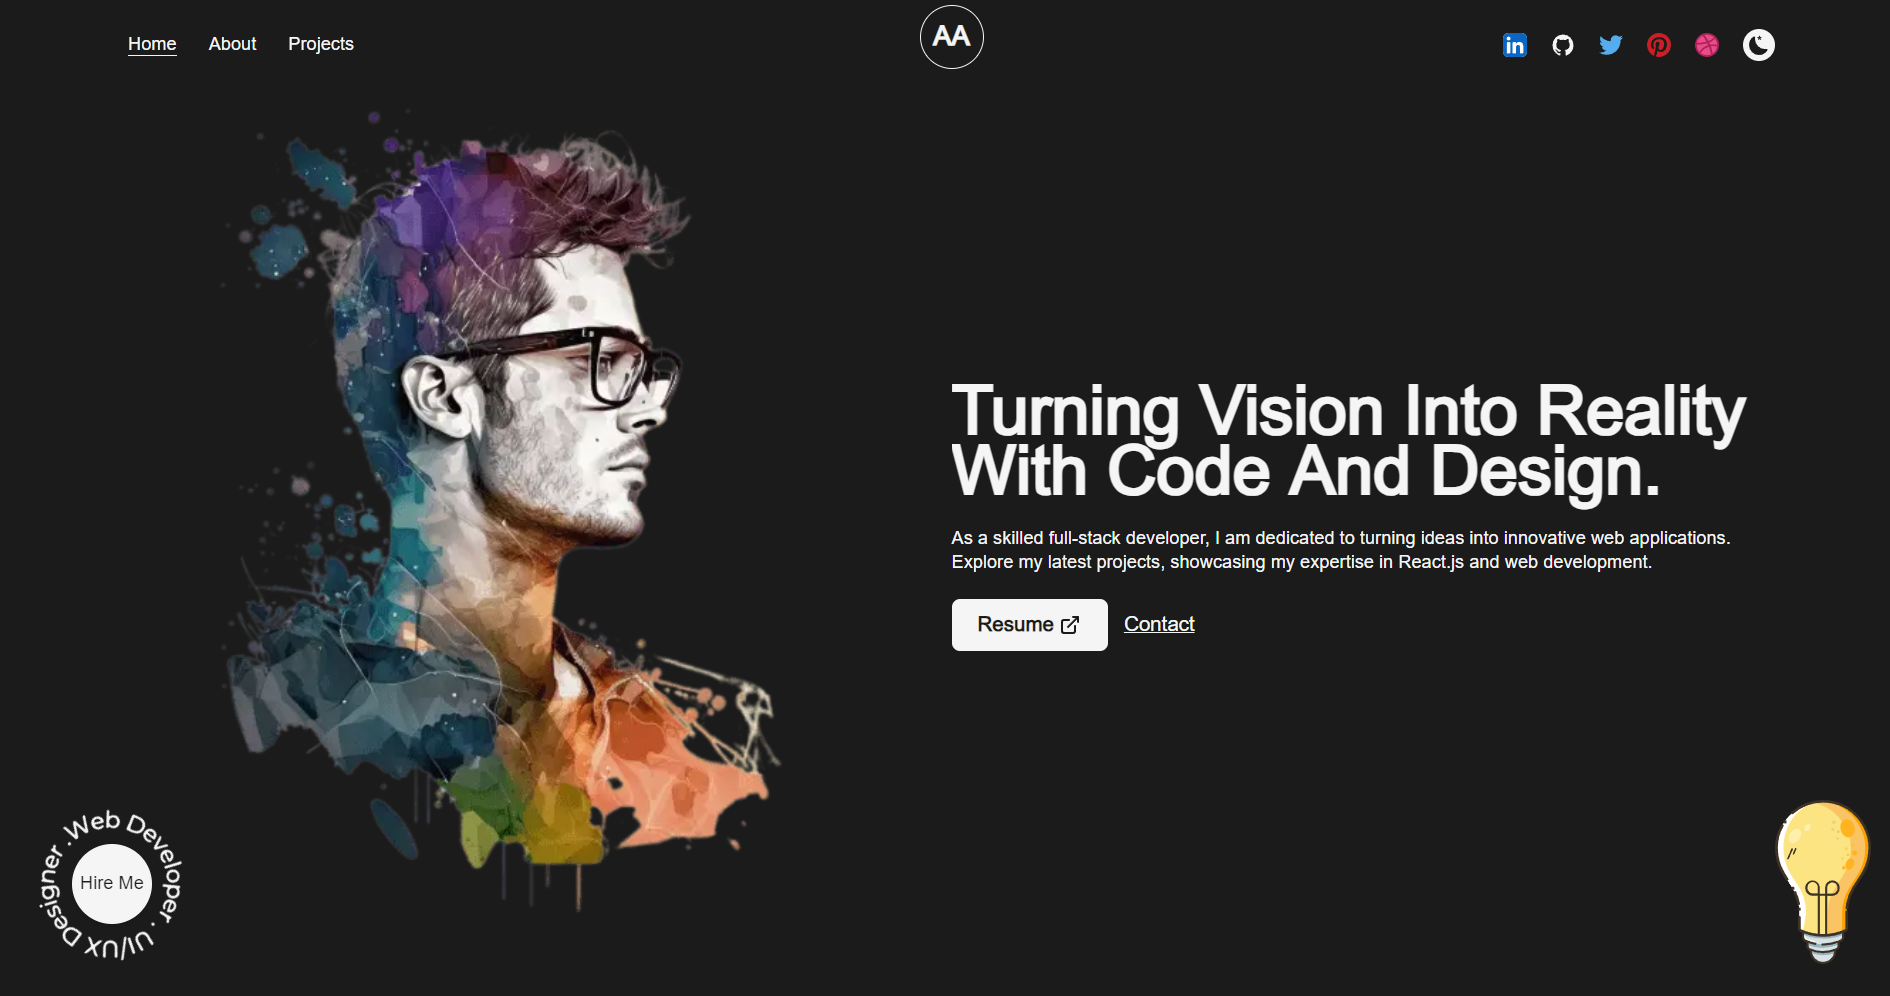 Home About Projects
AA
Turning Vision Into Reality
With Code And Design.
As a skilled full-stack developer, I am dedicated to turning ideas into innovative web applications.
Explore my latest projects, showcasing my expertise in React.js and web development.
Resume
Contact
.Web Developer . UI/UX Designer
Hire Me